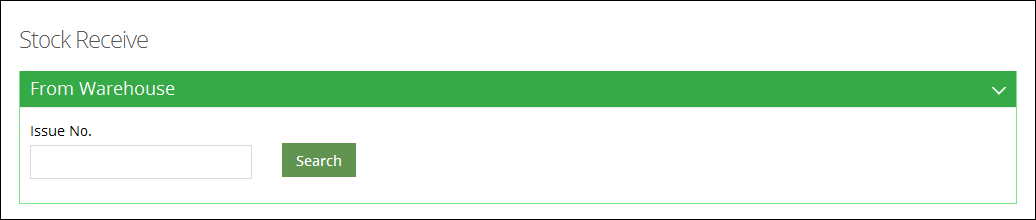 Stock Receive
From Warehouse
Issue No.
Search